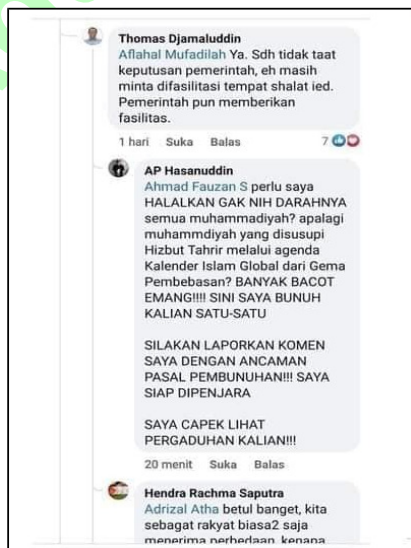 Thomas Djamaluddin
Aflahal Mufadilah Ya. Sdh tidak taat
keputusan pemerintah, eh masih
minta difasilitasi tempat shalat ied.
Pemerintah pun memberikan
fasilitas.
1 hari Suka Balas 7
AP Hasanuddin
Ahmad Fauzan S perlu saya
HALALKAN GAK NIH DARAHNYA
semua muhammadiyah? apalagi
muhammdiyah yang disusupi
Hizbut Tahrir melalui agenda
Kalender Islam Global dari Gema
Pembebasan? BANYAK BACOT
EMANG!!!! SINI SAYA BUNUH
KALIAN SATU-SATU
SILAKAN LAPORKAN KOMEN
SAYA DENGAN ANCAMAN
PASAL PEMBUNUHAN!!! SAYA
SIAP DIPENJARA
SAYA CAPEK LIHAT
PERGADUHAN KALIAN!!!
20 menit Suka Balas
Hendra Rachma Saputra
Adrizal Atha betul banget, kita
sebagat rakyat biasa2 saja
menerima perbedaan, kenapa